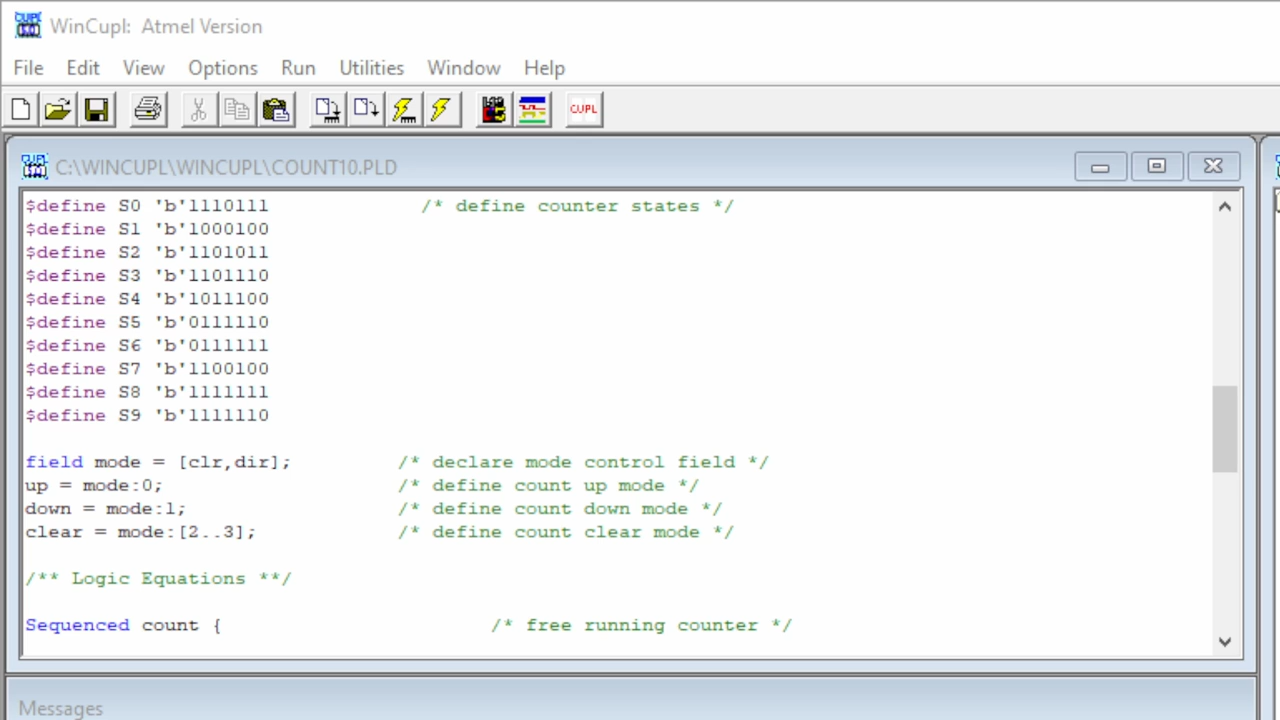 WinCupl: Atmel Version
File Edit View Options Run Utilities Window Help
CUPL
C:\WINCUPL\WINCUPL\COUNT10.PLD
$define S0 'b'1110111 /* define counter states */
$define S1 'b'1000100
$define S2 'b'1101011
$define S3 'b'1101110
$define S4 'b'1011100
$define S5 'b'0111110
$define S6 'b'0111111
$define S7 'b'1100100
$define S8 'b'1111111
$define S9 'b'1111110
field mode = [clr,dir]; /* declare mode control field */
up = mode:0; /* define count up mode */
down = mode:1; /* define count down mode */
clear = mode:[2..3]; /* define count clear mode */
/** Logic Equations **/
Sequenced count { /* free running counter */
Messages